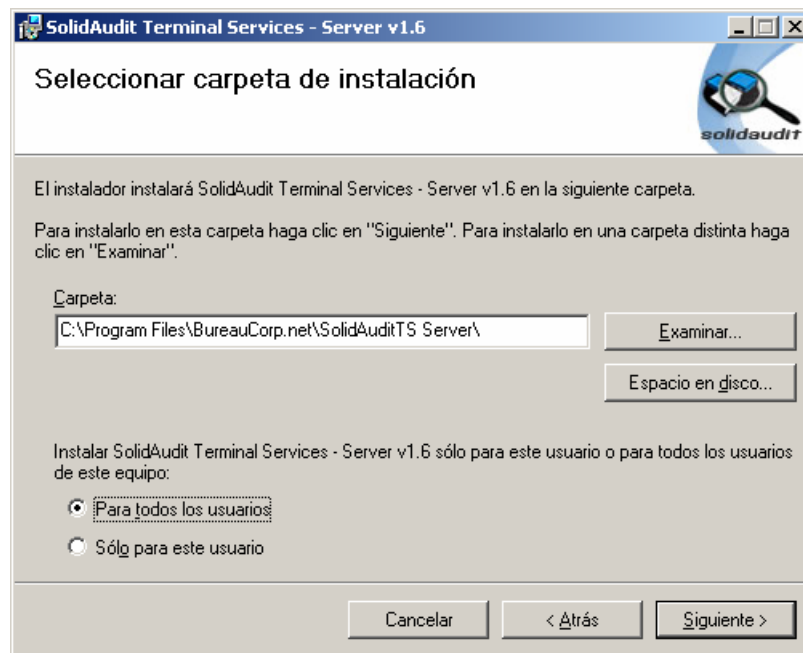 SolidAudit Terminal Services - Server v1.6
Seleccionar carpeta de instalación
solidaudit
El instalador instalará SolidAudit Terminal Services - Server v1.6 en la siguiente carpeta.
Para instalarlo en esta carpeta haga clic en "Siguiente". Para instalarlo en una carpeta distinta haga
clic en "Examinar".
Carpeta:
C:\Program Files\BureauCorp.net\SolidAuditTS Server\
Examinar...
Espacio en disco...
Instalar SolidAudit Terminal Services - Server v1.6 sólo para este usuario o para todos los usuarios
de este equipo:
Para todos los usuarios
Sólo para este usuario
Cancelar
< Atrás
Siguiente >